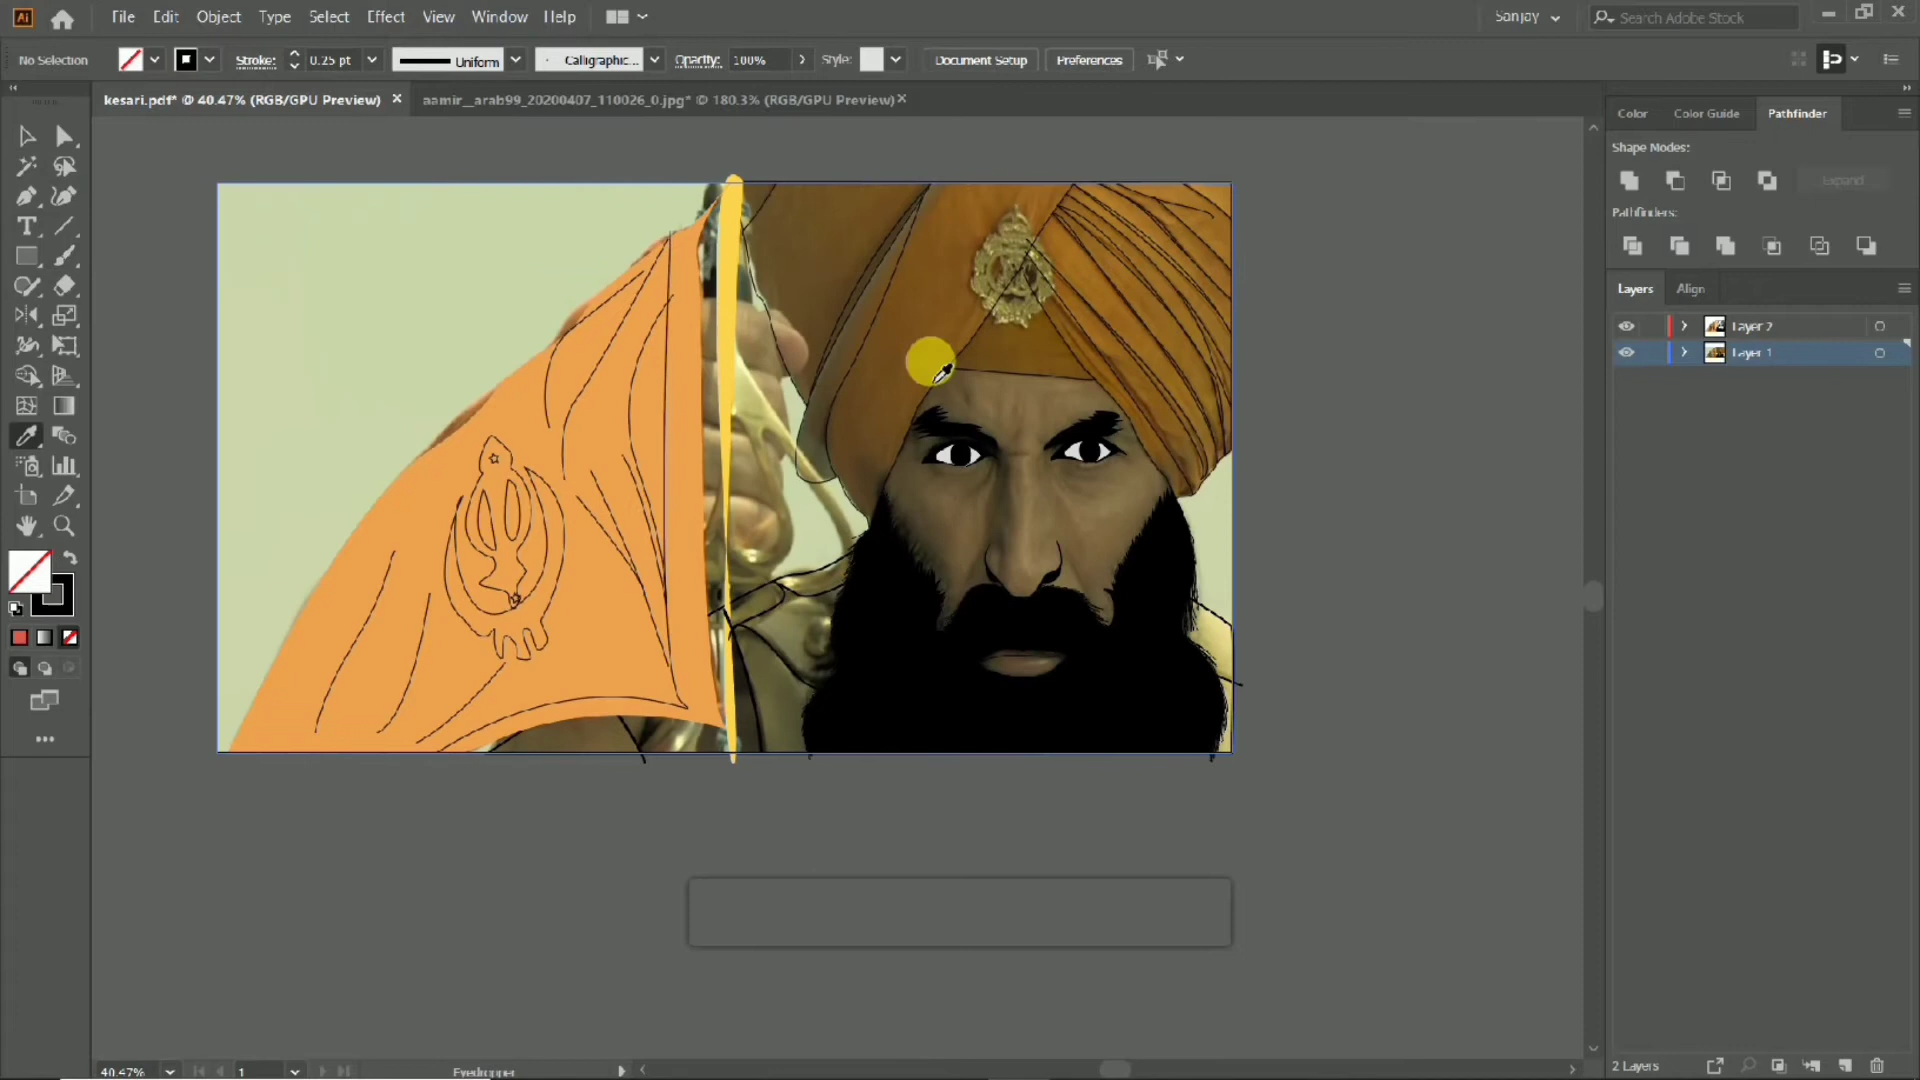 Ai File Edit Object Type Select Effect View Window Help Sanjay Search Adobe Stock
No Selection Stroke: 0.25 pt Uniform Calligraphic... Opacity: 100% Style: Document Setup Preferences
kesari.pdf* @ 40.47% (RGB/GPU Preview) × aamir__arab99_20200407_110026_0.jpg* @ 180.3% (RGB/GPU Preview) ×
Color Color Guide Pathfinder
Shape Modes:
Expand
Pathfinders:
Layers Align
Layer 2
Layer 1
40.47% 1 Eyedropper 2 Layers